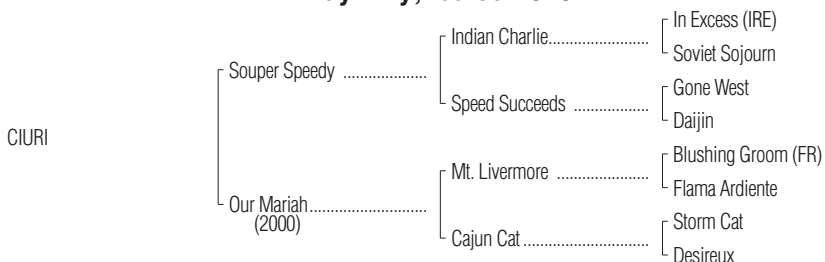 In Excess (IRE)
Indian Charlie
Soviet Sojourn
Souper Speedy
Gone West
Speed Succeeds
Daijin
CIURI
Blushing Groom (FR)
Mt. Livermore
Flama Ardiente
Our Mariah
(2000)
Storm Cat
Cajun Cat
Desireux